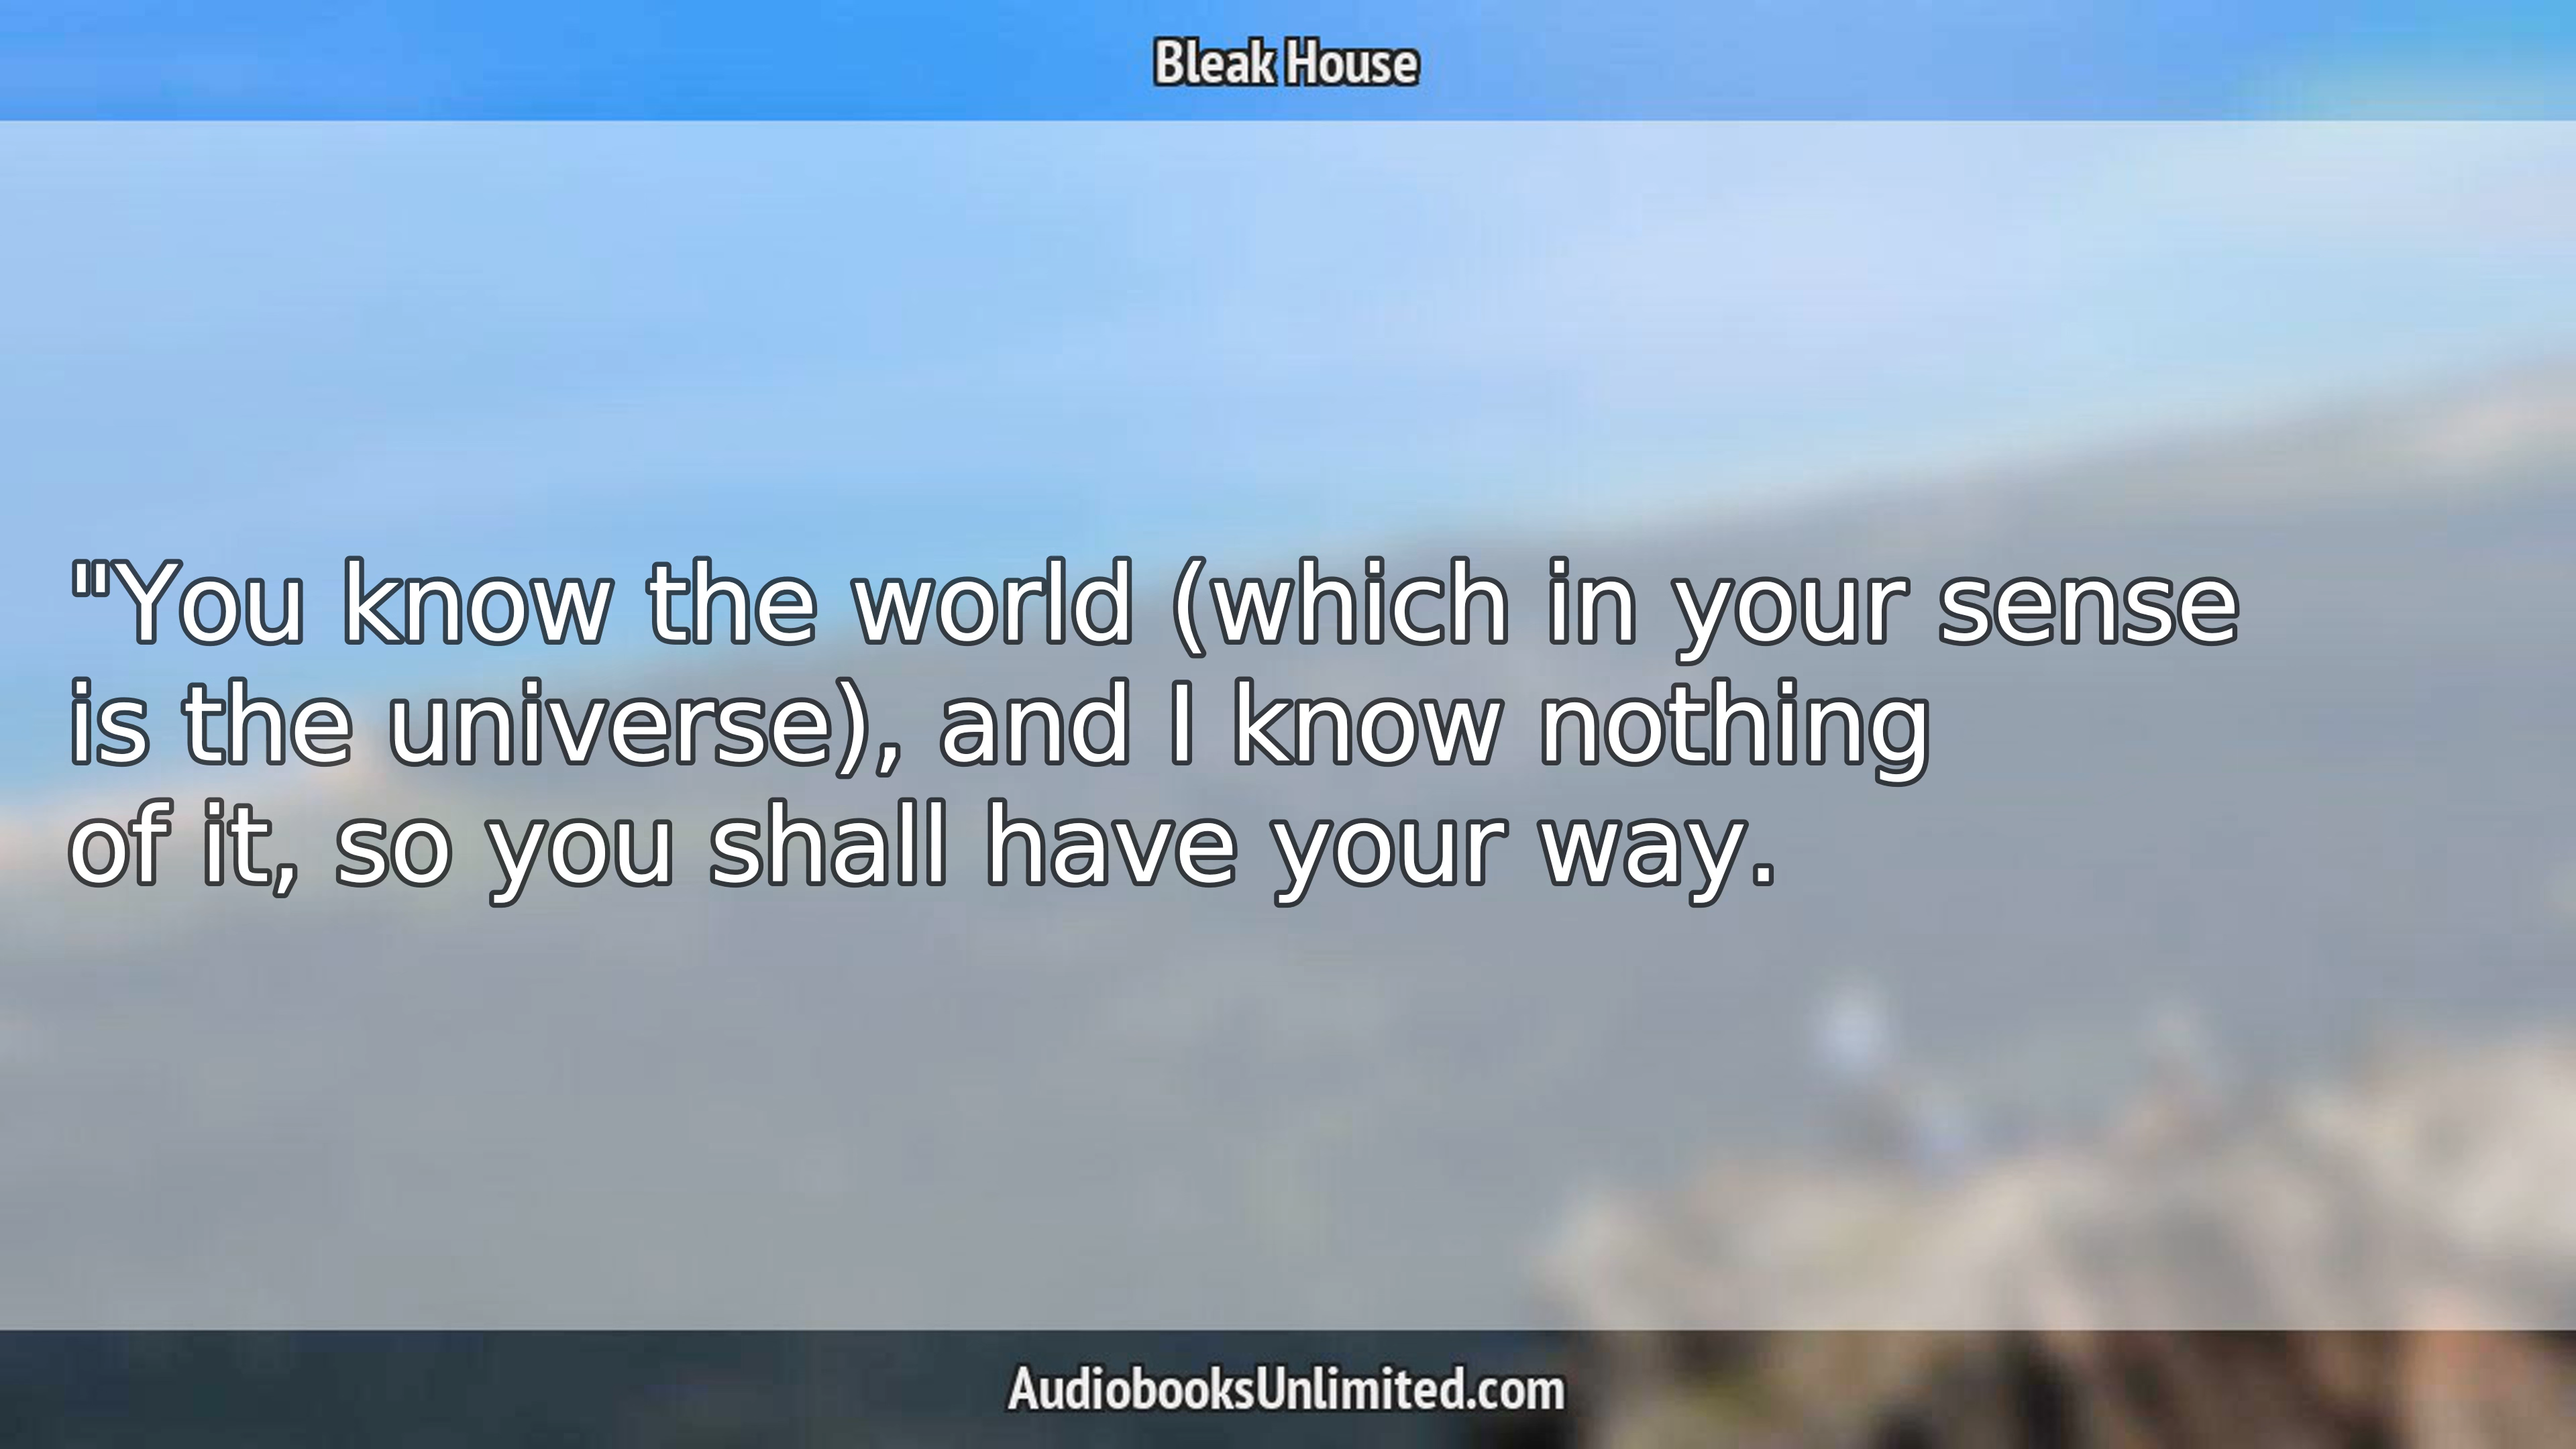 Bleak House
"You know the world (which in your sense
is the universe), and I know nothing
of it, so you shall have your way.
AudiobooksUnlimited.com